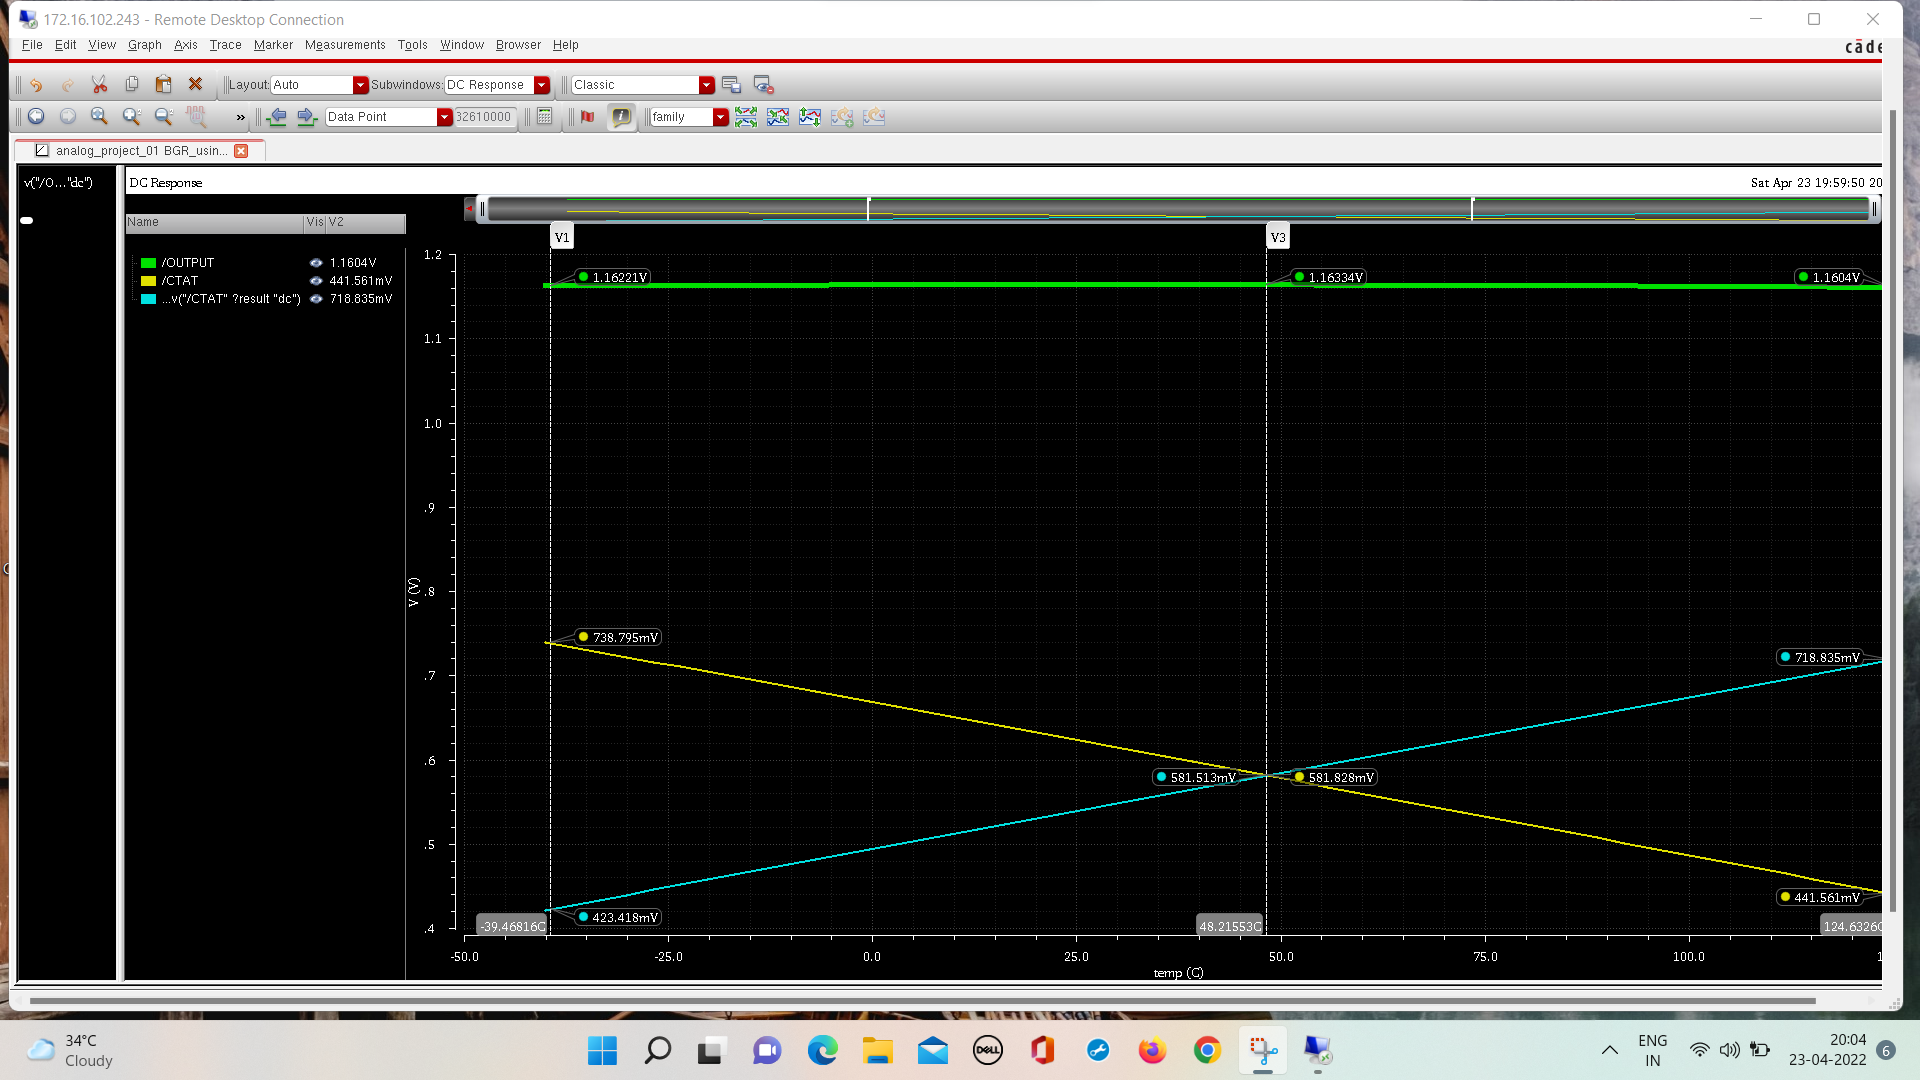 172.16.102.243 - Remote Desktop Connection
File Edit View Graph Axis Trace Marker Measurements Tools Window Browser Help
cāde
Layout: Auto Subwindows: DC Response Classic
» Data Point 32610000 family
analog_project_01 BGR_usin...
v("/O..."dc")
DC Response
Sat Apr 23 19:59:50 20
Name Vis V2
/OUTPUT 1.1604V
/CTAT 441.561mV
...v("/CTAT" ?result "dc") 718.835mV
V1
V3
1.16221V
1.16334V
1.1604V
738.795mV
718.835mV
581.513mV
581.828mV
441.561mV
423.418mV
-39.46816C
48.21553C
124.6326C
1.2
1.1
1.0
.9
.8
.7
.6
.5
.4
V (V)
-50.0 -25.0 0.0 25.0 50.0 75.0 100.0 1
temp (C)
34°C
Cloudy
DELL
ENG
IN
20:04
23-04-2022
6